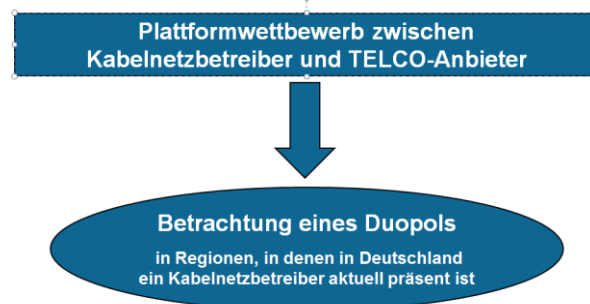 Plattformwettbewerb zwischen
Kabelnetzbetreiber und TELCO-Anbieter
Betrachtung eines Duopols
in Regionen, in denen in Deutschland
ein Kabelnetzbetreiber aktuell präsent ist